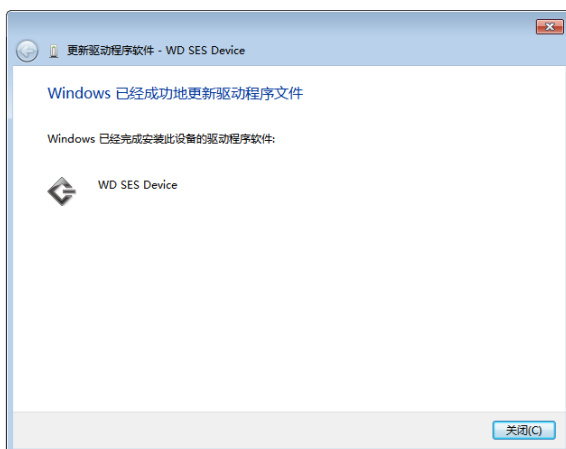 更新驱动程序软件 - WD SES Device
Windows 已经成功地更新驱动程序文件
Windows 已经完成安装此设备的驱动程序软件:
WD SES Device
关闭(C)